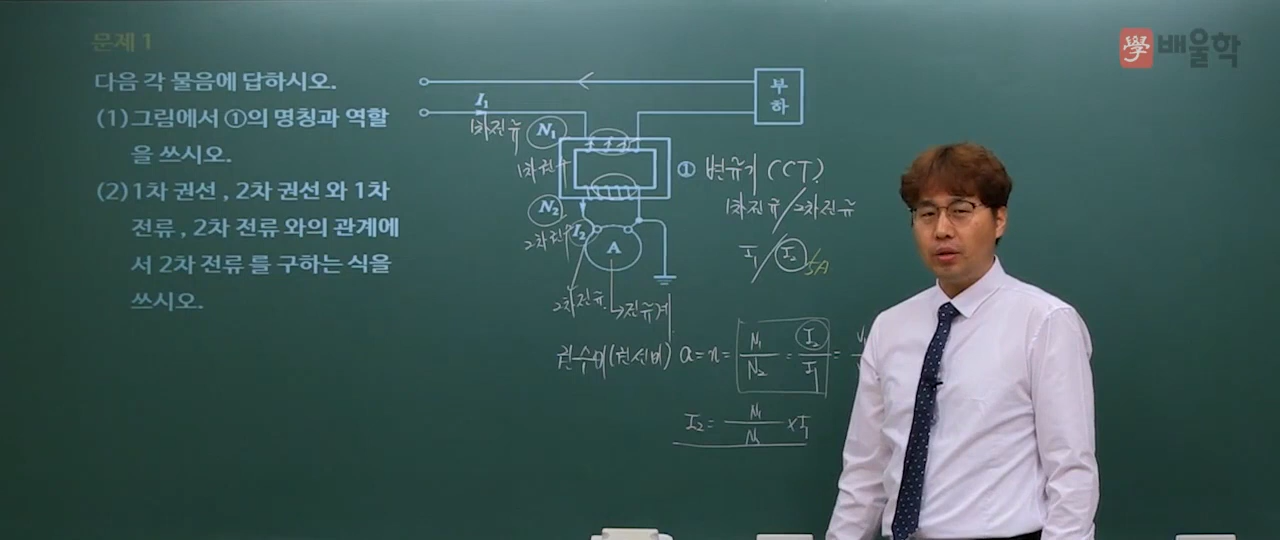 문제 1
學 배울학
다음 각 물음에 답하시오.
(1) 그림에서 ①의 명칭과 역할
을 쓰시오.
(2) 1차 권선 , 2차 권선 와 1차
전류 , 2차 전류 와의 관계에
서 2차 전류 를 구하는 식을
쓰시오.
부하
I₁
1차전류
N₁
1차권수
① 변류기 (CT)
1차전류/2차전류
N₂
I₂
2차권수
A
I₁/I₂ 5A
2차전류
→전류계
권수비(권선비) a = n = N₁/N₂ = I₂/I₁ =
I₂ = N₁/N₂ × I₁